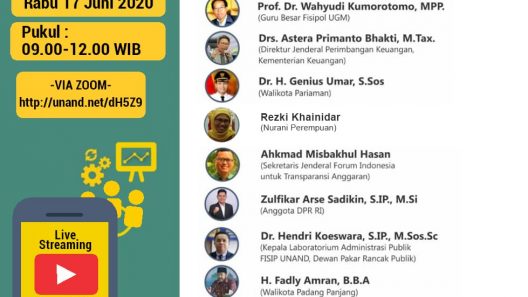 Rabu 17 Juni 2020
Pukul :
09.00-12.00 WIB
-VIA ZOOM-
http://unand.net/dH5Z9
Live
Streaming
Prof. Dr. Wahyudi Kumorotomo, MPP.
(Guru Besar Fisipol UGM)
Drs. Astera Primanto Bhakti, M.Tax.
(Direktur Jenderal Perimbangan Keuangan,
Kementerian Keuangan)
Dr. H. Genius Umar, S.Sos
(Walikota Pariaman)
Rezki Khainidar
(Nurani Perempuan)
Ahkmad Misbakhul Hasan
(Sekretaris Jenderal Forum Indonesia
untuk Transparansi Anggaran)
Zulfikar Arse Sadikin, S.IP., M.Si
(Anggota DPR RI)
Dr. Hendri Koeswara, S.IP., M.Sos.Sc
(Kepala Laboratorium Administrasi Publik
FISIP UNAND, Dewan Pakar Rancak Publik)
H. Fadly Amran, B.B.A
(Walikota Padang Panjang)